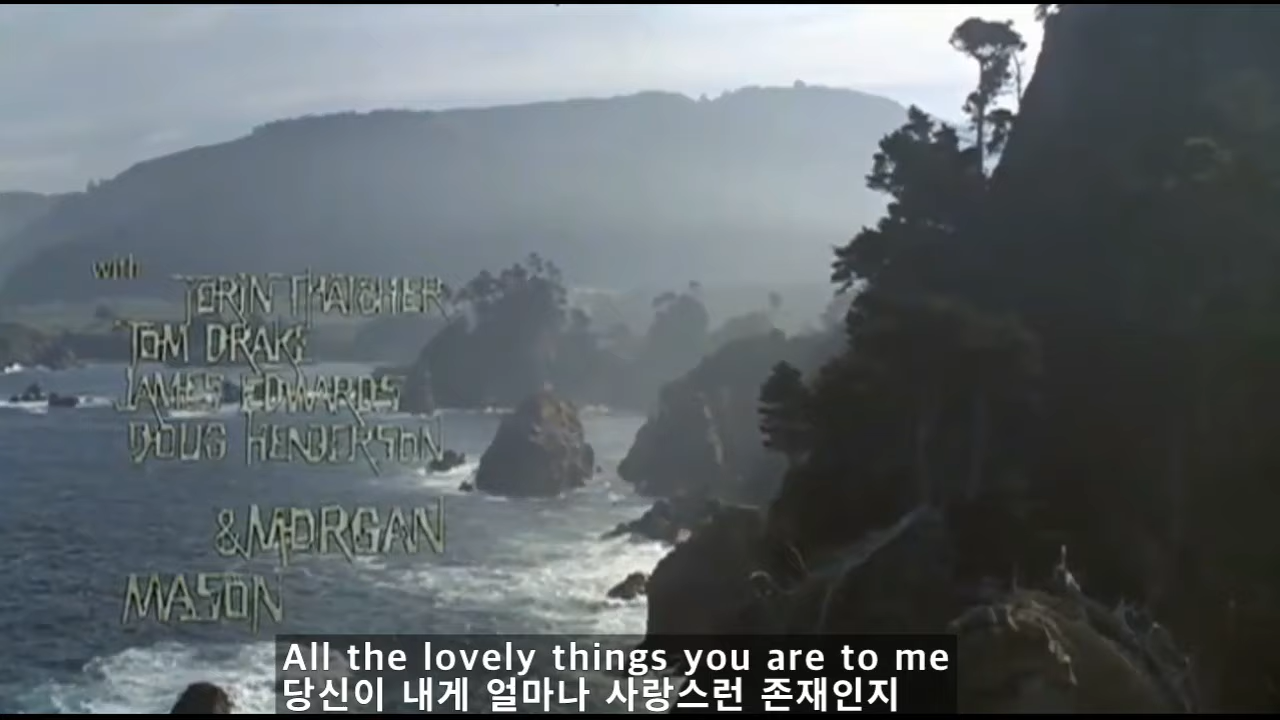 with
TORIN THATCHER
TOM DRAKE
JAMES EDWARDS
DOUG HENDERSON
& MORGAN
MASON
All the lovely things you are to me
당신이 내게 얼마나 사랑스런 존재인지